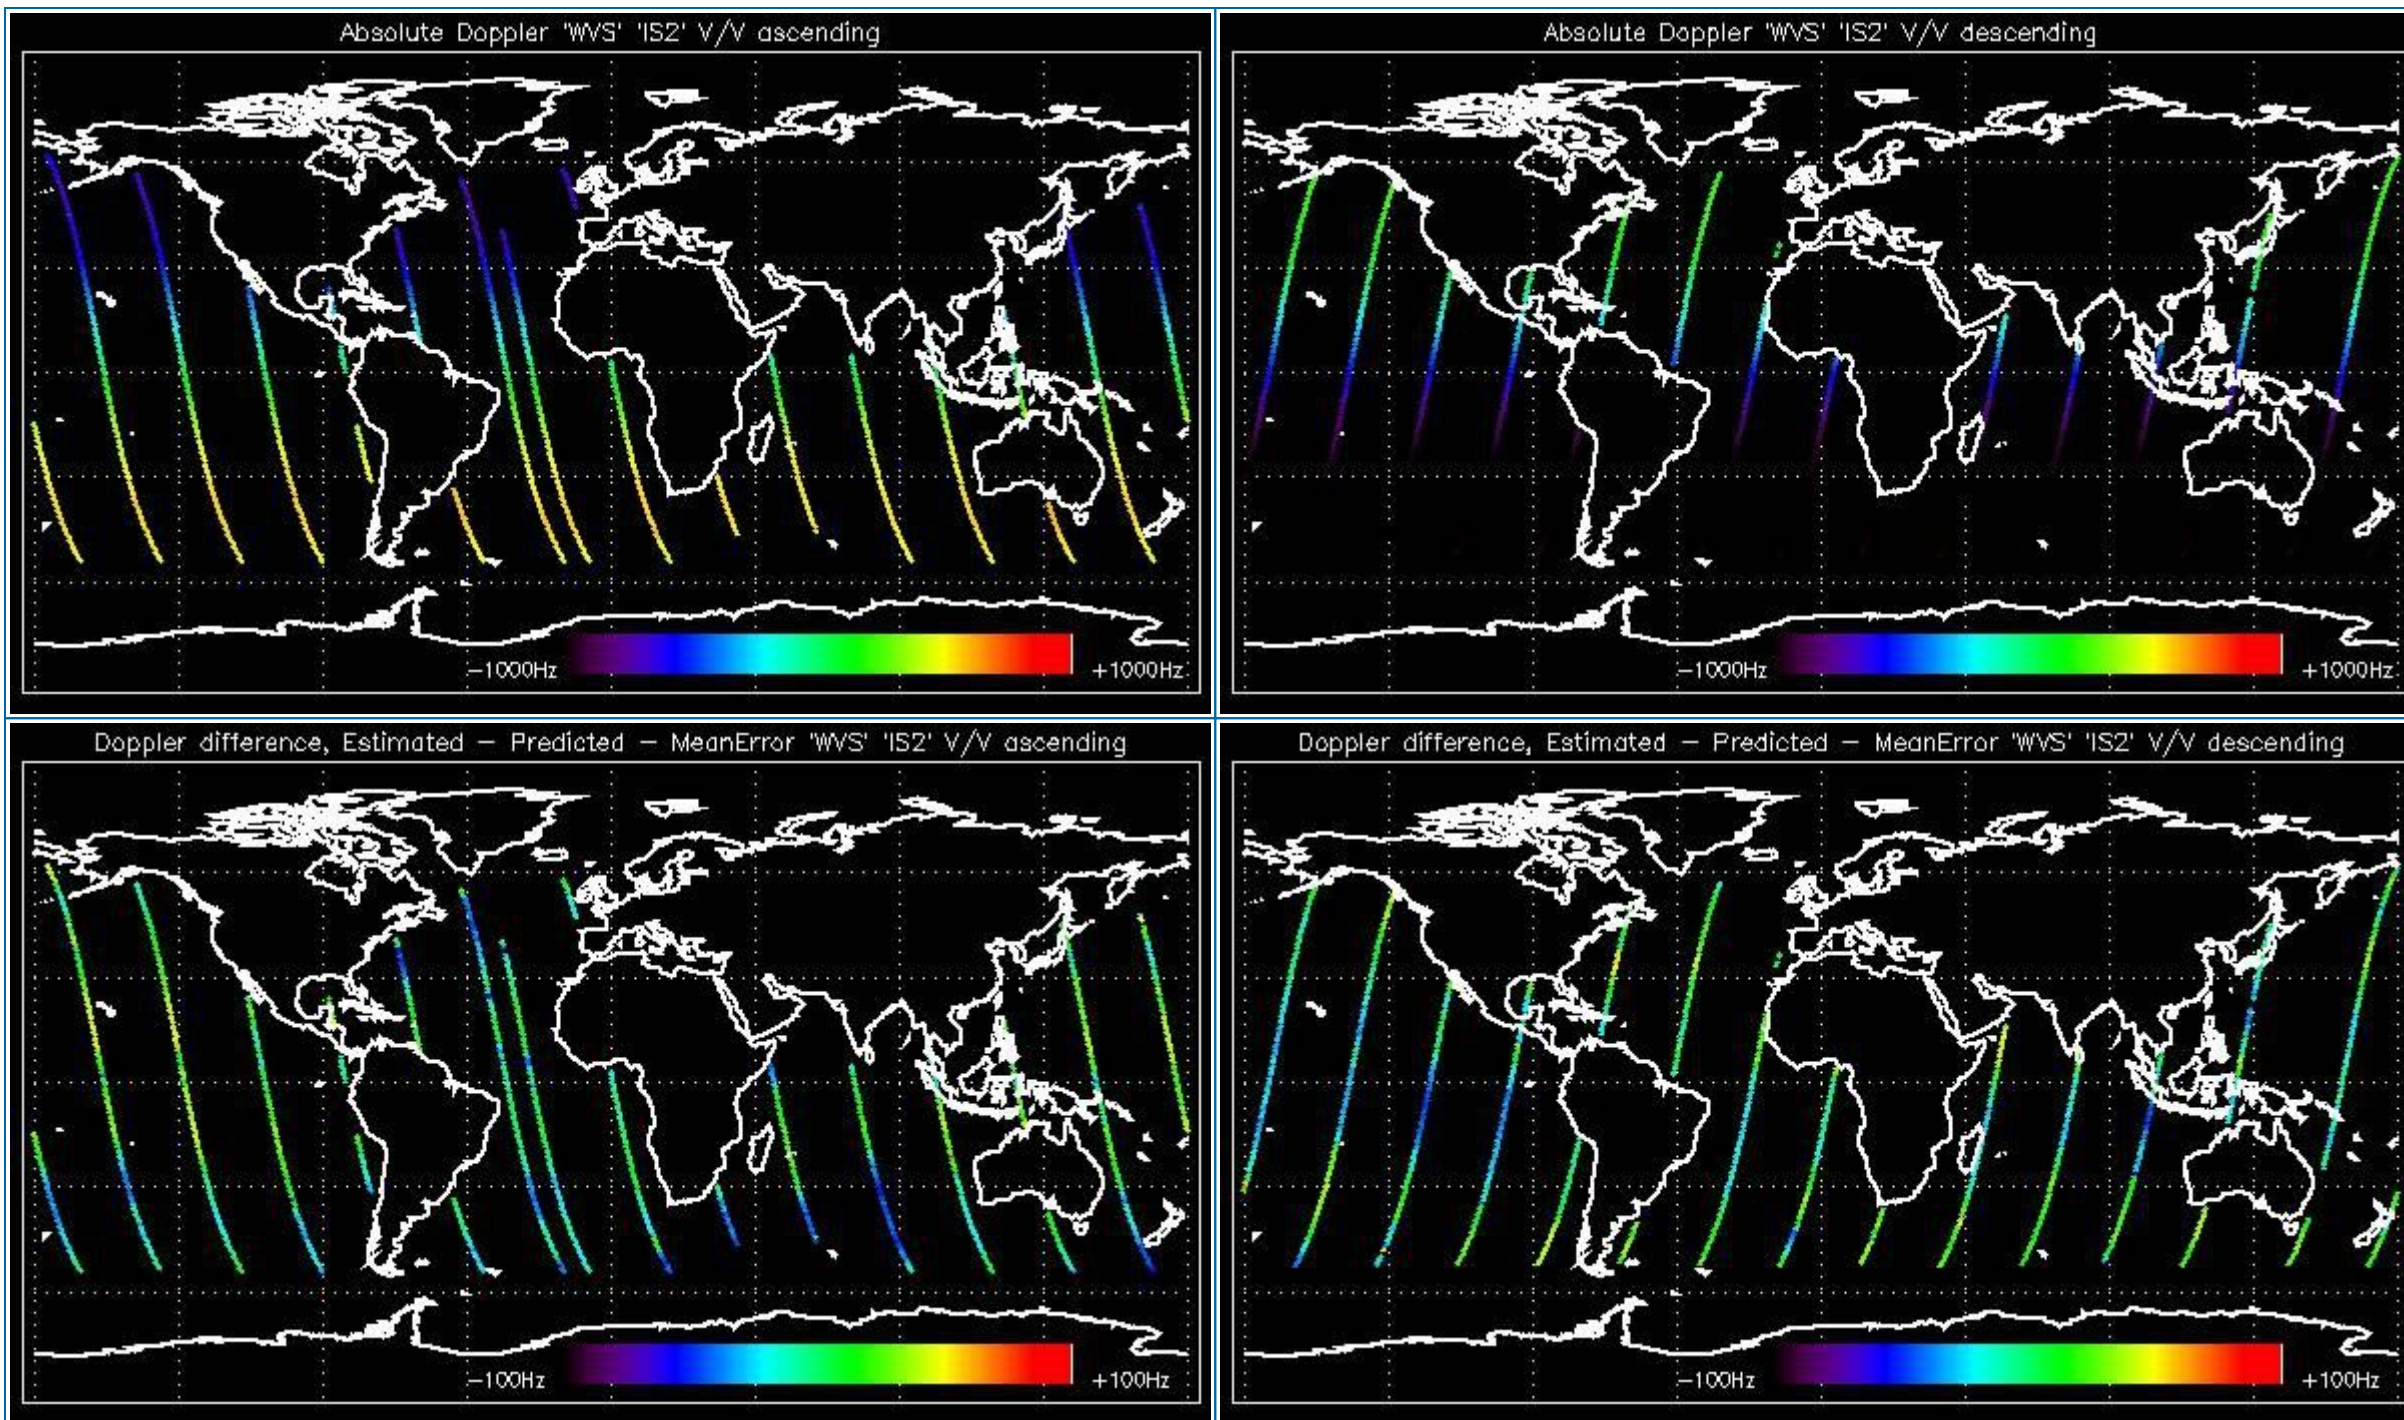 Absolute Doppler 'WVS' 'IS2' V/V ascending
-1000Hz
+1000Hz
Absolute Doppler 'WVS' 'IS2' V/V descending
-1000Hz
+1000Hz
Doppler difference, Estimated - Predicted - MeanError 'WVS' 'IS2' V/V ascending
-100Hz
+100Hz
Doppler difference, Estimated - Predicted - MeanError 'WVS' 'IS2' V/V descending
-100Hz
+100Hz